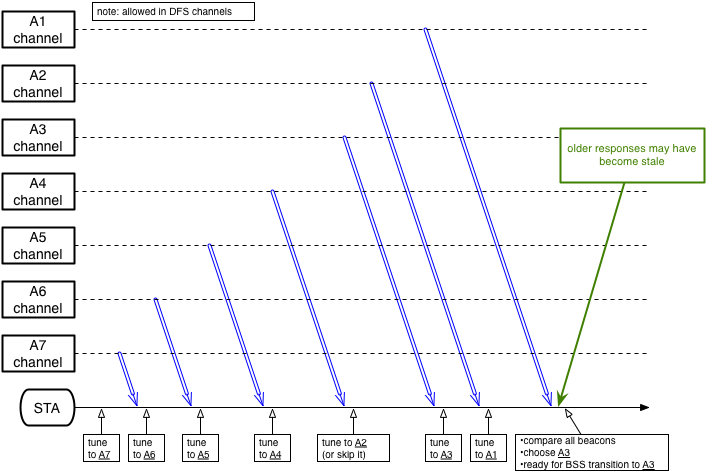 note: allowed in DFS channels
A1
channel
A2
channel
A3
channel
A4
channel
A5
channel
A6
channel
A7
channel
STA
older responses may have
become stale
tune
to A7
tune
to A6
tune
to A5
tune
to A4
tune to A2
(or skip it)
tune
to A3
tune
to A1
•compare all beacons
•choose A3
•ready for BSS transition to A3